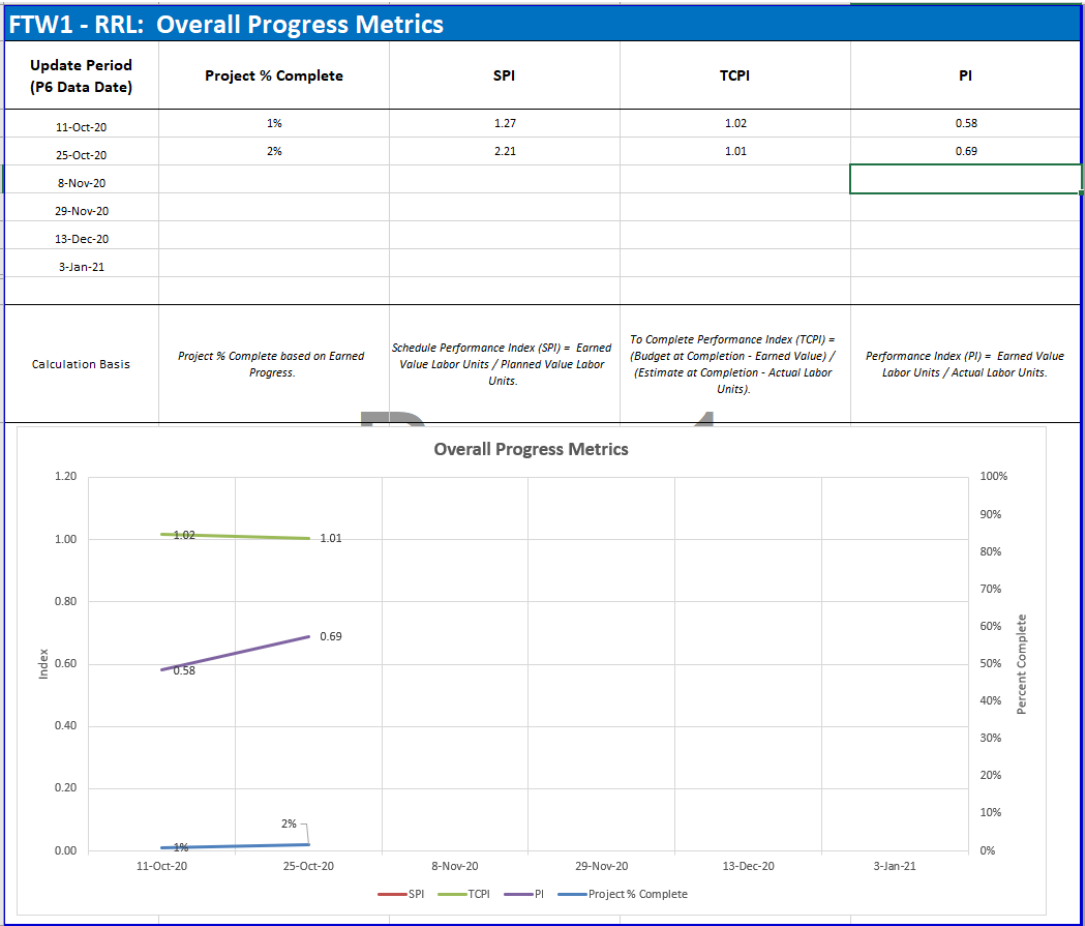 FTW1 - RRL:  Overall Progress Metrics
Update Period
(P6 Data Date)
Project % Complete
SPI
TCPI
PI
11-Oct-20
1%
1.27
1.02
0.58
25-Oct-20
2%
2.21
1.01
0.69
8-Nov-20
29-Nov-20
13-Dec-20
3-Jan-21
Calculation Basis
Project % Complete based on Earned
Progress.
Schedule Performance Index (SPI) =  Earned
Value Labor Units / Planned Value Labor
Units.
To Complete Performance Index (TCPI) =
(Budget at Completion - Earned Value) /
(Estimate at Completion - Actual Labor
Units).
Performance Index (PI) =  Earned Value
Labor Units / Actual Labor Units.
Overall Progress Metrics
1.20
1.00
0.80
0.60
0.40
0.20
0.00
Index
1.02
1.01
0.58
0.69
1%
2%
100%
90%
80%
70%
60%
50%
40%
30%
20%
10%
0%
Percent Complete
11-Oct-20
25-Oct-20
8-Nov-20
29-Nov-20
13-Dec-20
3-Jan-21
SPI
TCPI
PI
Project % Complete